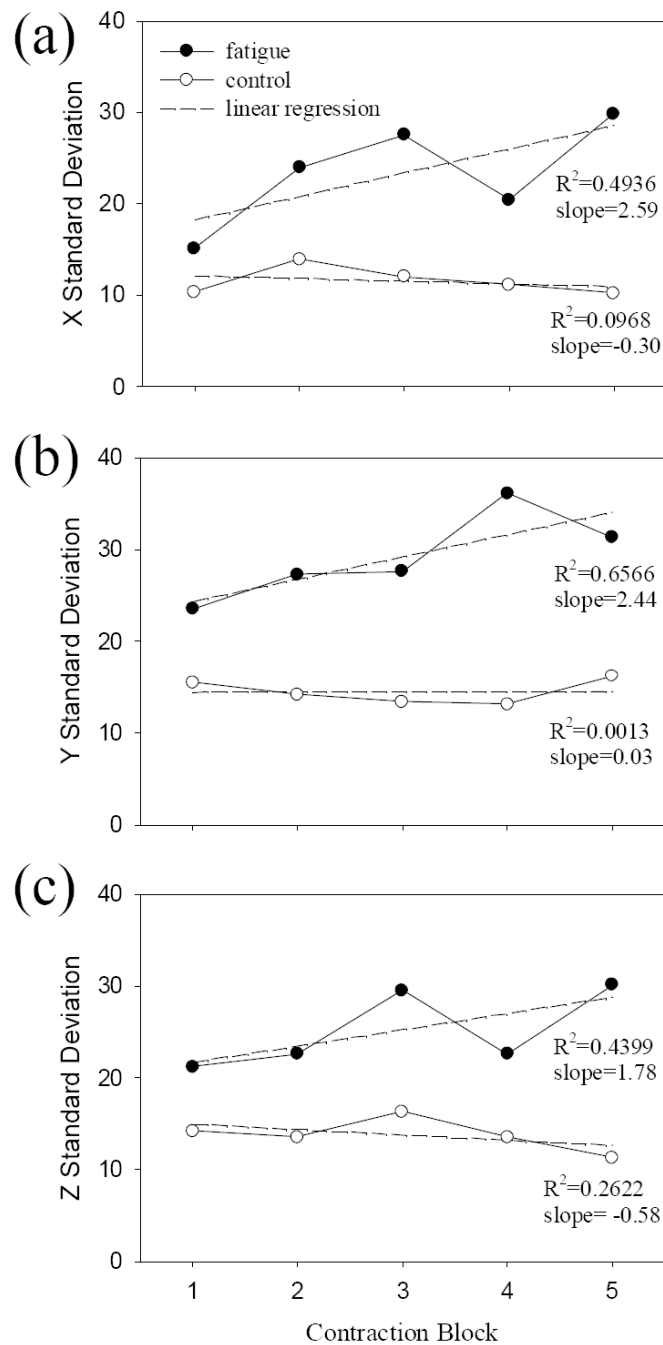 (a)
X Standard Deviation
40
30
20
10
0
fatigue
control
linear regression
R²=0.4936
slope=2.59
R²=0.0968
slope=-0.30
(b)
Y Standard Deviation
40
30
20
10
0
R²=0.6566
slope=2.44
R²=0.0013
slope=0.03
(c)
Z Standard Deviation
40
30
20
10
0
R²=0.4399
slope=1.78
R²=0.2622
slope= -0.58
1 2 3 4 5
Contraction Block